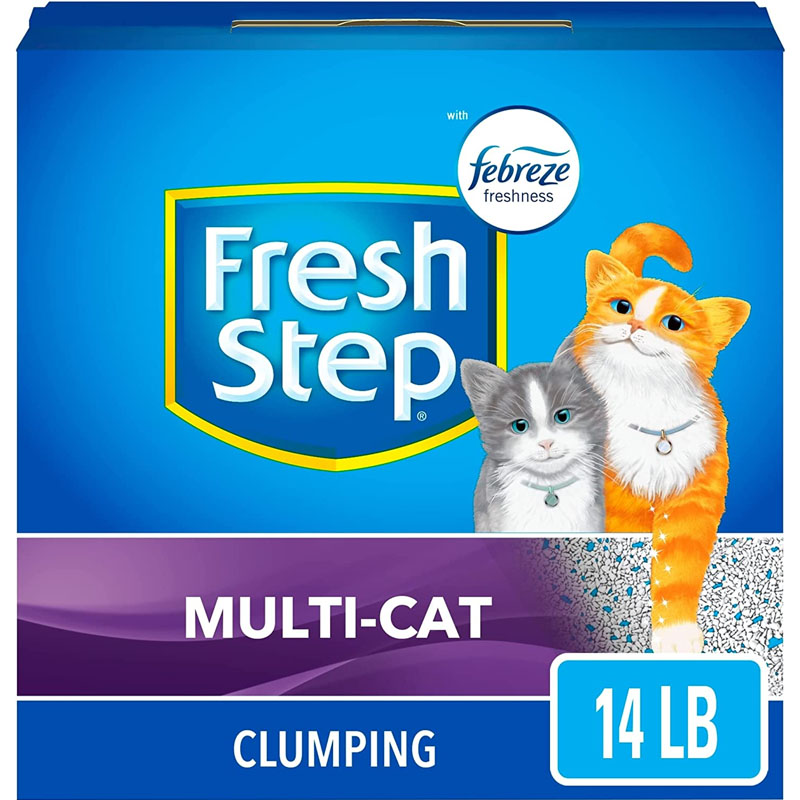 with
febreze
freshness
Fresh
Step®
MULTI-CAT
CLUMPING
14 LB